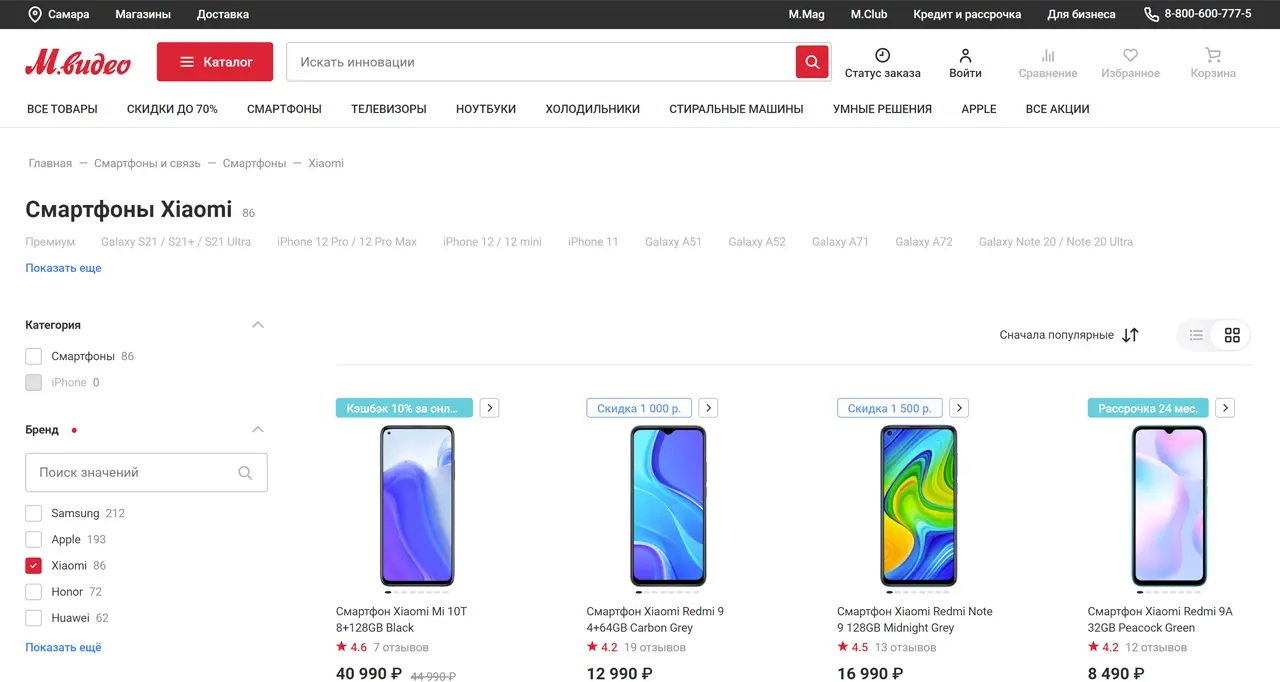 Самара Магазины Доставка M.Mag M.Club Кредит и рассрочка Для бизнеса 8-800-600-777-5
М.видео Каталог Искать инновации Статус заказа Войти Сравнение Избранное Корзина
ВСЕ ТОВАРЫ СКИДКИ ДО 70% СМАРТФОНЫ ТЕЛЕВИЗОРЫ НОУТБУКИ ХОЛОДИЛЬНИКИ СТИРАЛЬНЫЕ МАШИНЫ УМНЫЕ РЕШЕНИЯ APPLE ВСЕ АКЦИИ
Главная — Смартфоны и связь — Смартфоны — Xiaomi
Смартфоны Xiaomi 86
Премиум Galaxy S21 / S21+ / S21 Ultra iPhone 12 Pro / 12 Pro Max iPhone 12 / 12 mini iPhone 11 Galaxy A51 Galaxy A52 Galaxy A71 Galaxy A72 Galaxy Note 20 / Note 20 Ultra
Показать еще
Категория
Смартфоны 86
iPhone 0
Бренд
Поиск значений
Samsung 212
Apple 193
Xiaomi 86
Honor 72
Huawei 62
Показать ещё
Сначала популярные
Кэшбэк 10% за онл...
Смартфон Xiaomi Mi 10T
8+128GB Black
4.6 7 отзывов
40 990 ₽ 44 990 ₽
Скидка 1 000 р.
Смартфон Xiaomi Redmi 9
4+64GB Carbon Grey
4.2 19 отзывов
12 990 ₽
Скидка 1 500 р.
Смартфон Xiaomi Redmi Note
9 128GB Midnight Grey
4.5 13 отзывов
16 990 ₽
Рассрочка 24 мес.
Смартфон Xiaomi Redmi 9A
32GB Peacock Green
4.2 12 отзывов
8 490 ₽